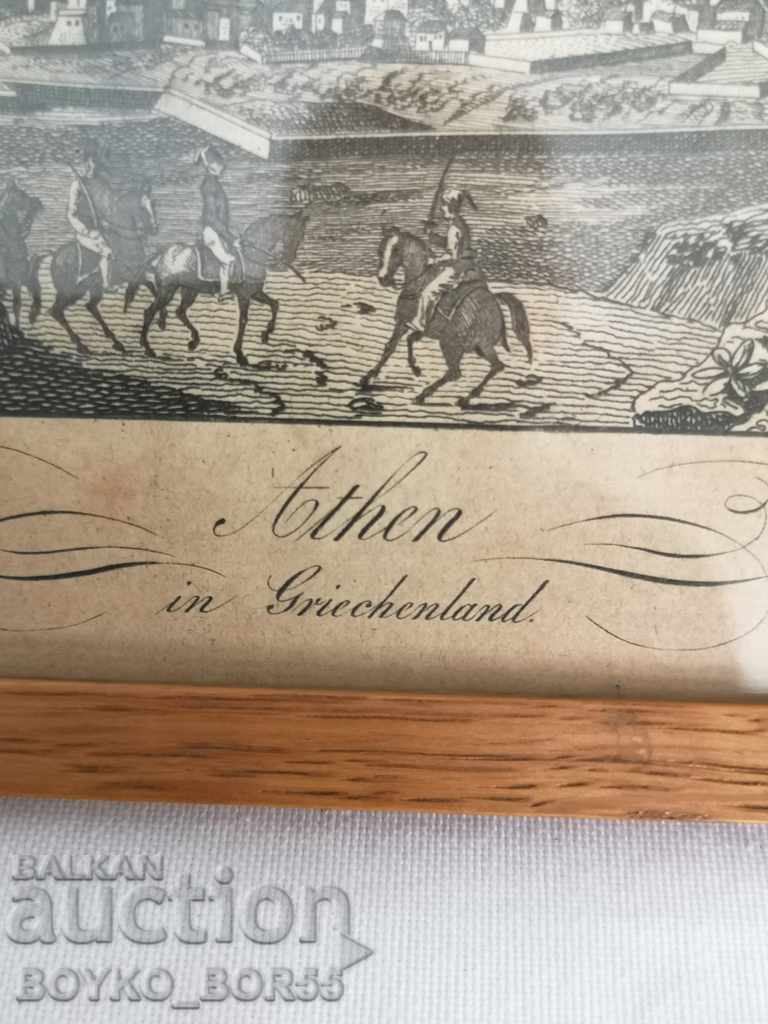 Athen
in Griechenland.
BALKAN
auction
BOYKO_BOR55